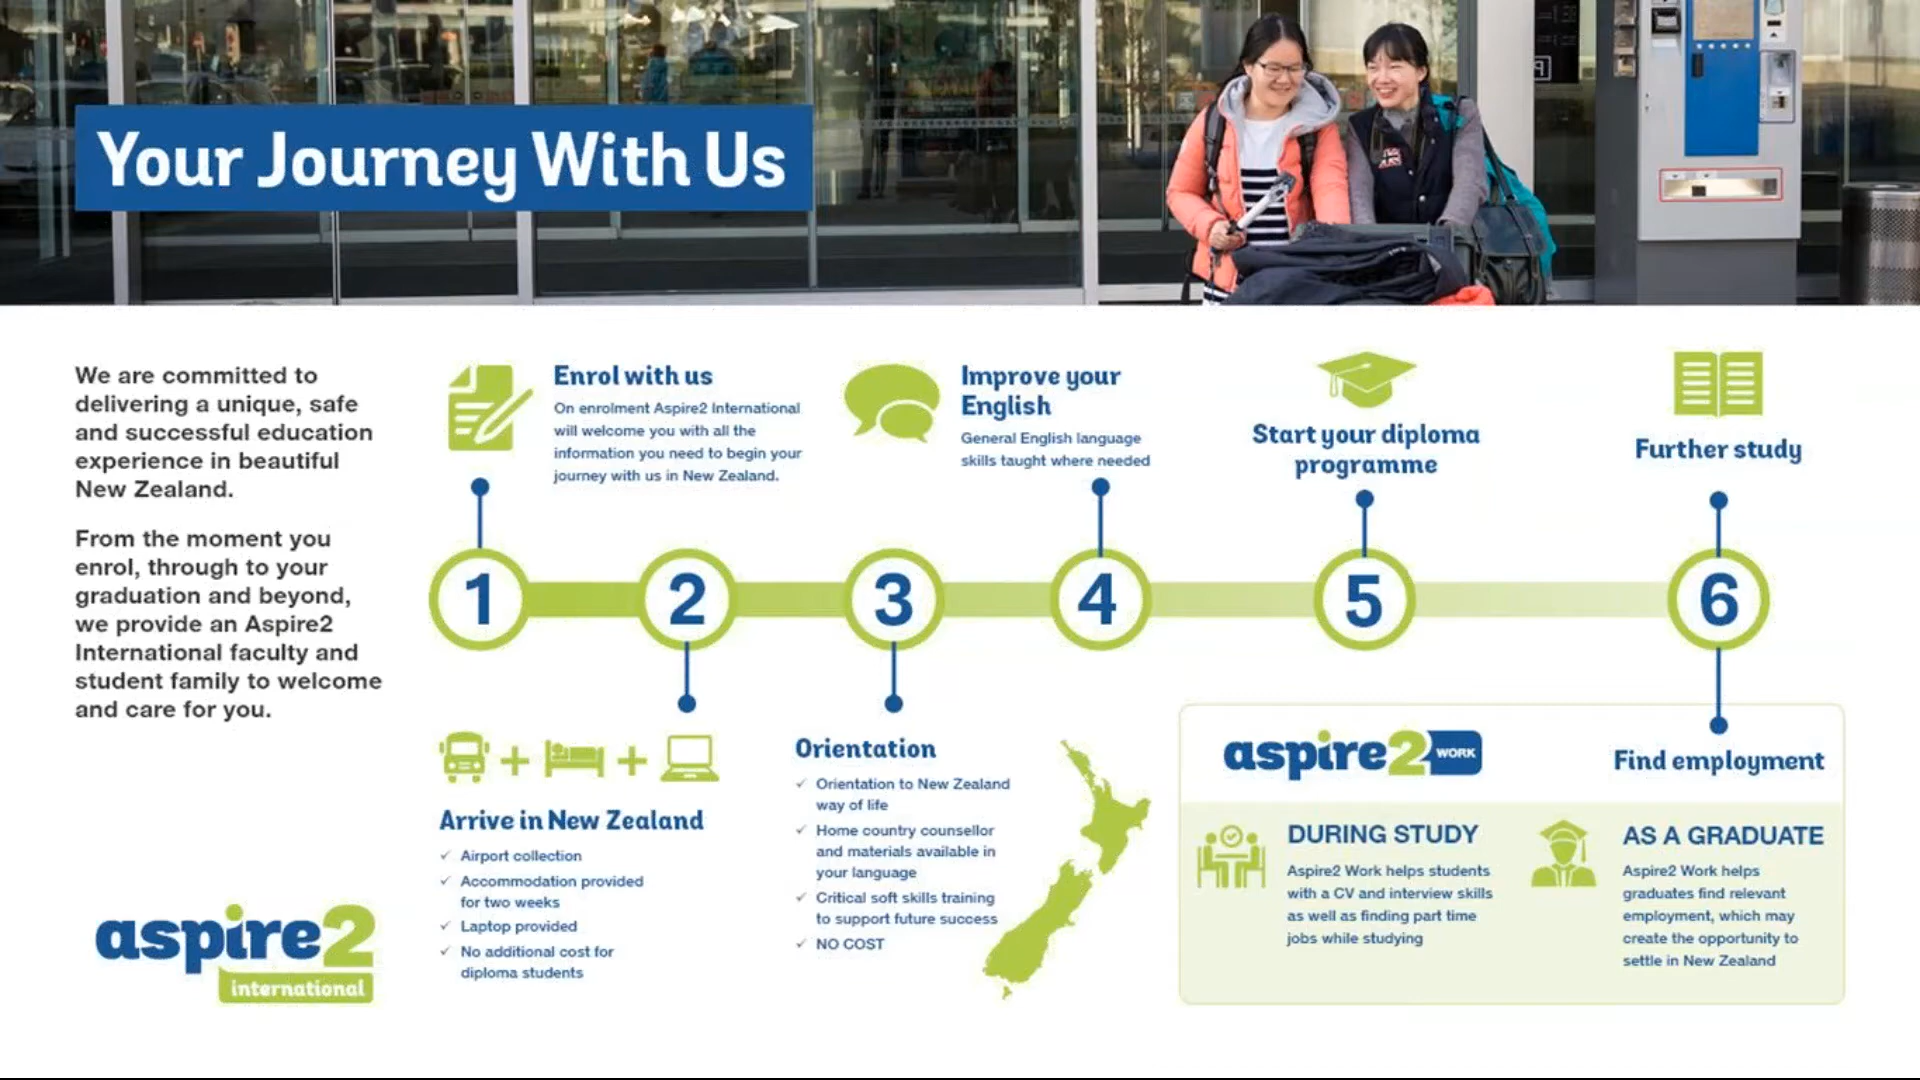 Your Journey With Us
We are committed to
delivering a unique, safe
and successful education
experience in beautiful
New Zealand.
From the moment you
enrol, through to your
graduation and beyond,
we provide an Aspire2
International faculty and
student family to welcome
and care for you.
aspire2
international
Enrol with us
On enrolment Aspire2 International
will welcome you with all the
information you need to begin your
journey with us in New Zealand.
Improve your
English
General English language
skills taught where needed
Start your diploma
programme
Further study
1
2
3
4
5
6
Arrive in New Zealand
Airport collection
Accommodation provided
for two weeks
Laptop provided
No additional cost for
diploma students
Orientation
Orientation to New Zealand
way of life
Home country counsellor
and materials available in
your language
Critical soft skills training
to support future success
NO COST
aspire2 WORK
Find employment
DURING STUDY
Aspire2 Work helps students
with a CV and interview skills
as well as finding part time
jobs while studying
AS A GRADUATE
Aspire2 Work helps
graduates find relevant
employment, which may
create the opportunity to
settle in New Zealand